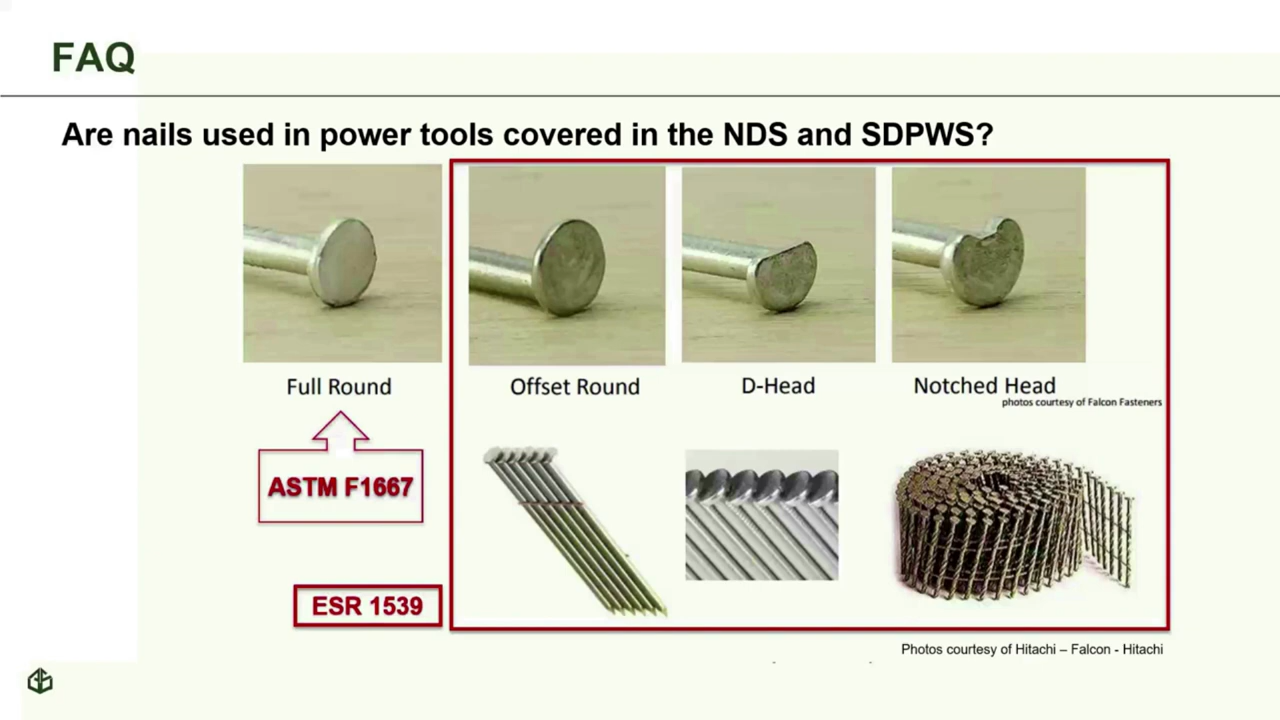 FAQ
Are nails used in power tools covered in the NDS and SDPWS?
Full Round
Offset Round
D-Head
Notched Head
photos courtesy of Falcon Fasteners
ASTM F1667
ESR 1539
Photos courtesy of Hitachi – Falcon - Hitachi